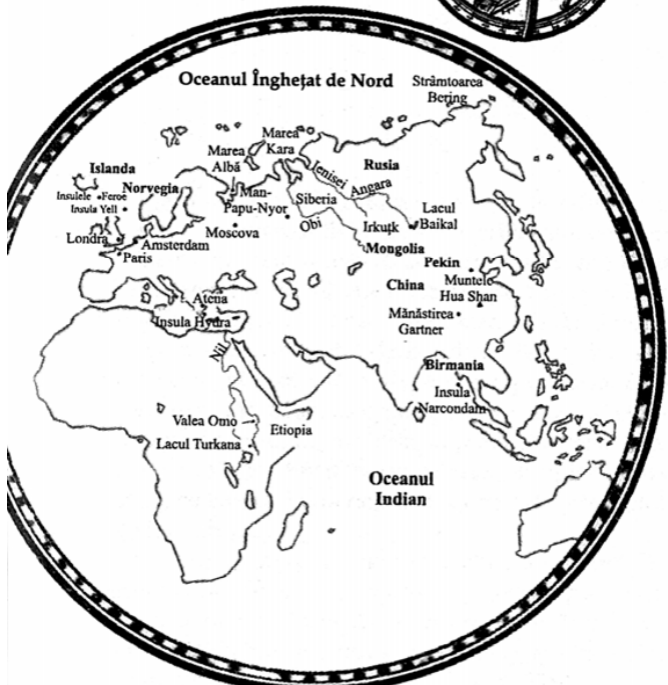 Oceanul Înghețat de Nord
Strâmtoarea
Bering
Marea
Kara
Marea
Albă
Islanda
Rusia
Ienisei
Angara
Insulele
Feroe
Norvegia
Man-
Papu-Nyor
Siberia
Insula Yell
Obi
Irkuțk
Lacul
Baikal
Londra
Amsterdam
Moscova
Mongolia
Paris
Pekin
China
Muntele
Hua Shan
I. Atena
Mănăstirea
Gartner
Insula Hydra
Nil
Birmania
Insula
Narcondam
Valea Omo
Etiopia
Lacul Turkana
Oceanul
Indian